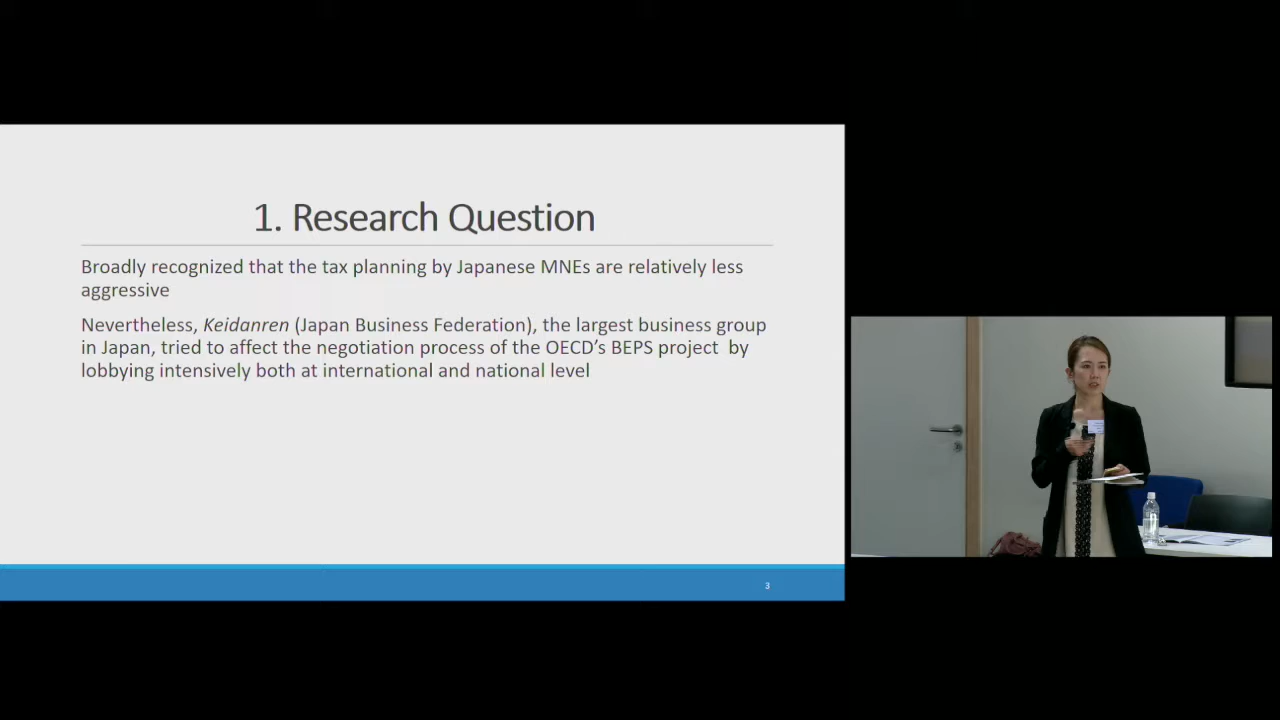 1. Research Question
Broadly recognized that the tax planning by Japanese MNEs are relatively less
aggressive
Nevertheless, Keidanren (Japan Business Federation), the largest business group
in Japan, tried to affect the negotiation process of the OECD's BEPS project  by
lobbying intensively both at international and national level
3